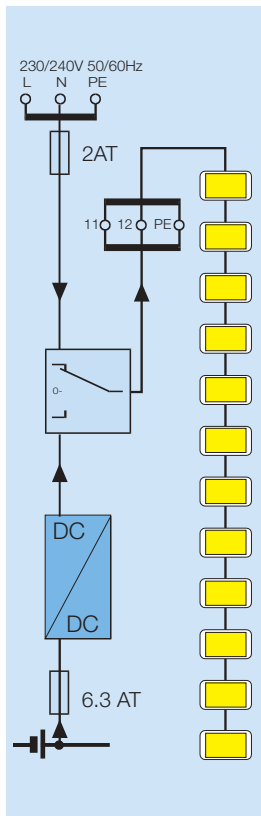 230/240V 50/60Hz
L N PE
2AT
11 12 PE
0-
DC
DC
6.3 AT